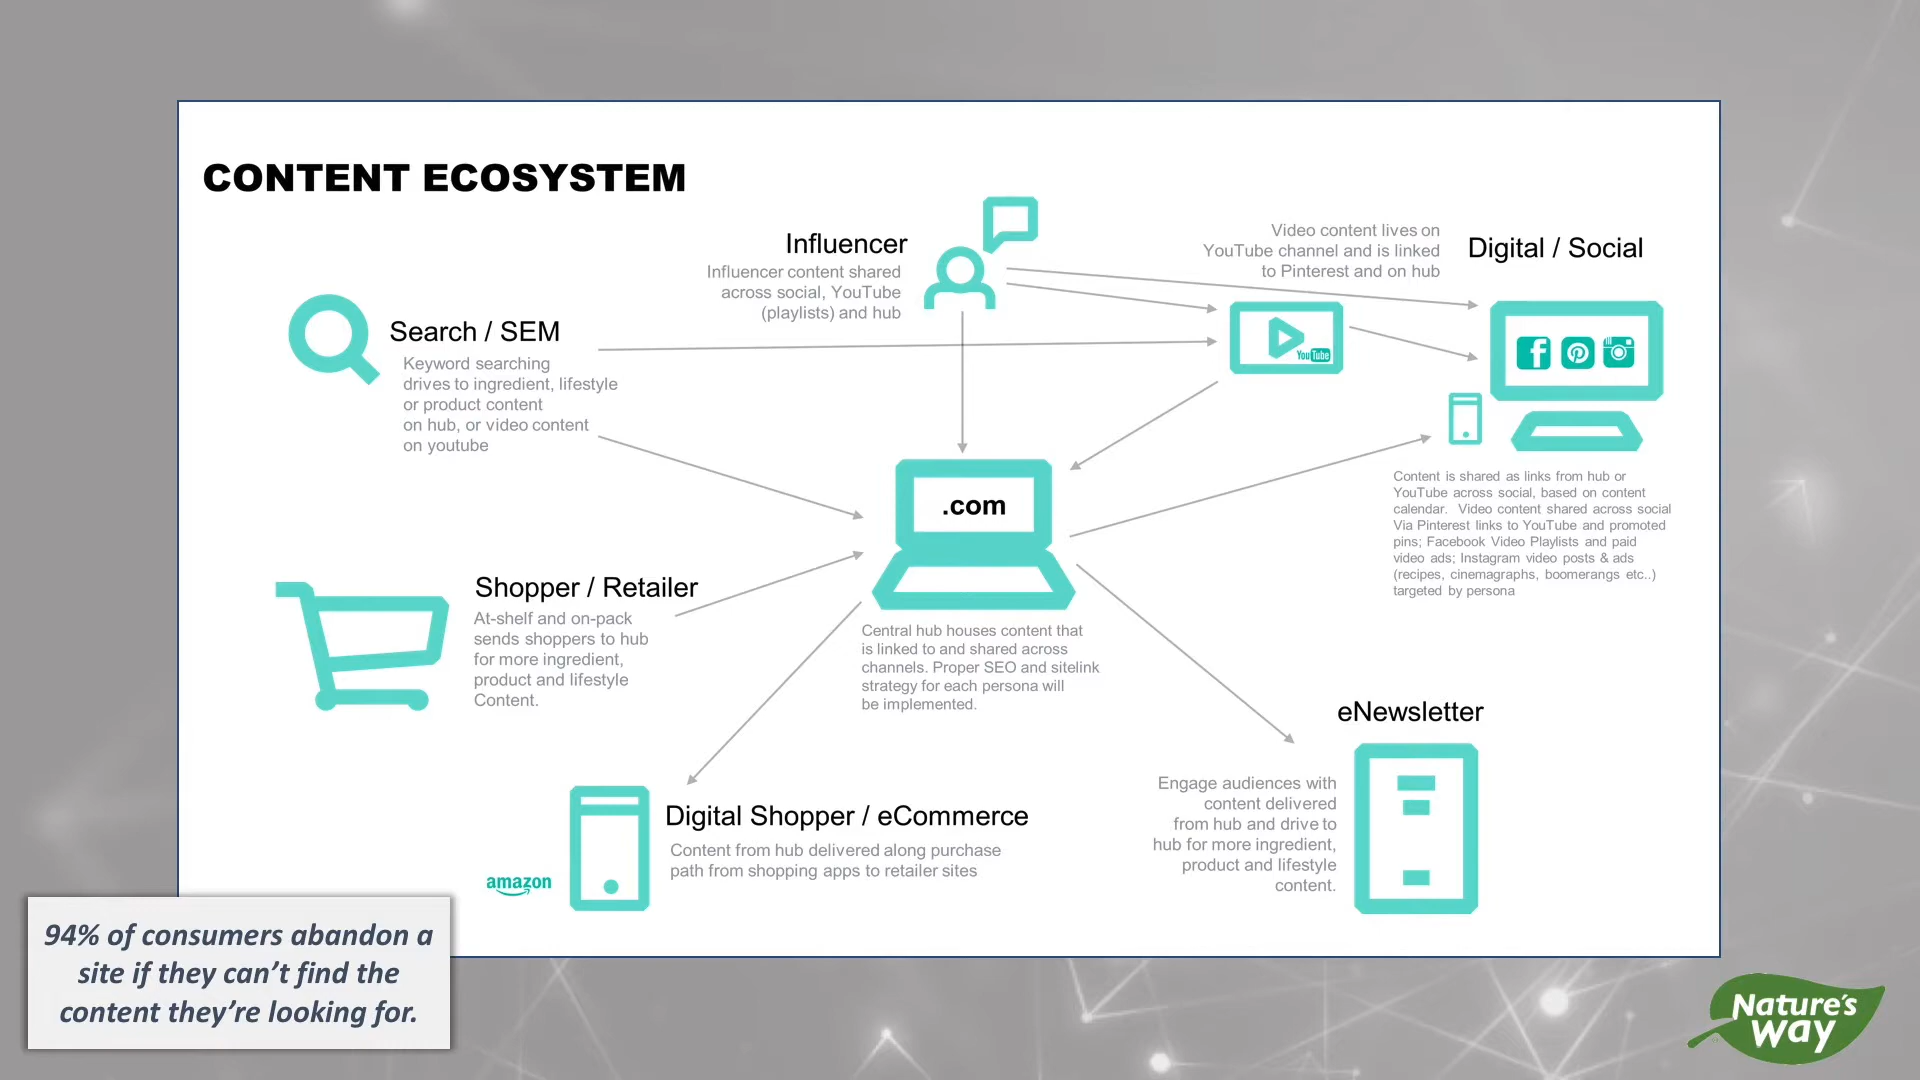 CONTENT ECOSYSTEM
Influencer
Influencer content shared
across social, YouTube
(playlists) and hub
Video content lives on
YouTube channel and is linked
to Pinterest and on hub
Digital / Social
YouTube
Search / SEM
Keyword searching
drives to ingredient, lifestyle
or product content
on hub, or video content
on youtube
.com
Content is shared as links from hub or
YouTube across social, based on content
calendar. Video content shared across social
Via Pinterest links to YouTube and promoted
pins; Facebook Video Playlists and paid
video ads; Instagram video posts & ads
(recipes, cinemagraphs, boomerangs etc..)
targeted by persona
Shopper / Retailer
At-shelf and on-pack
sends shoppers to hub
for more ingredient,
product and lifestyle
Content.
Central hub houses content that
is linked to and shared across
channels. Proper SEO and sitelink
strategy for each persona will
be implemented.
eNewsletter
Engage audiences with
content delivered
from hub and drive to
hub for more ingredient,
product and lifestyle
content.
Digital Shopper / eCommerce
Content from hub delivered along purchase
path from shopping apps to retailer sites
amazon
94% of consumers abandon a
site if they can't find the
content they're looking for.
Nature's
Way